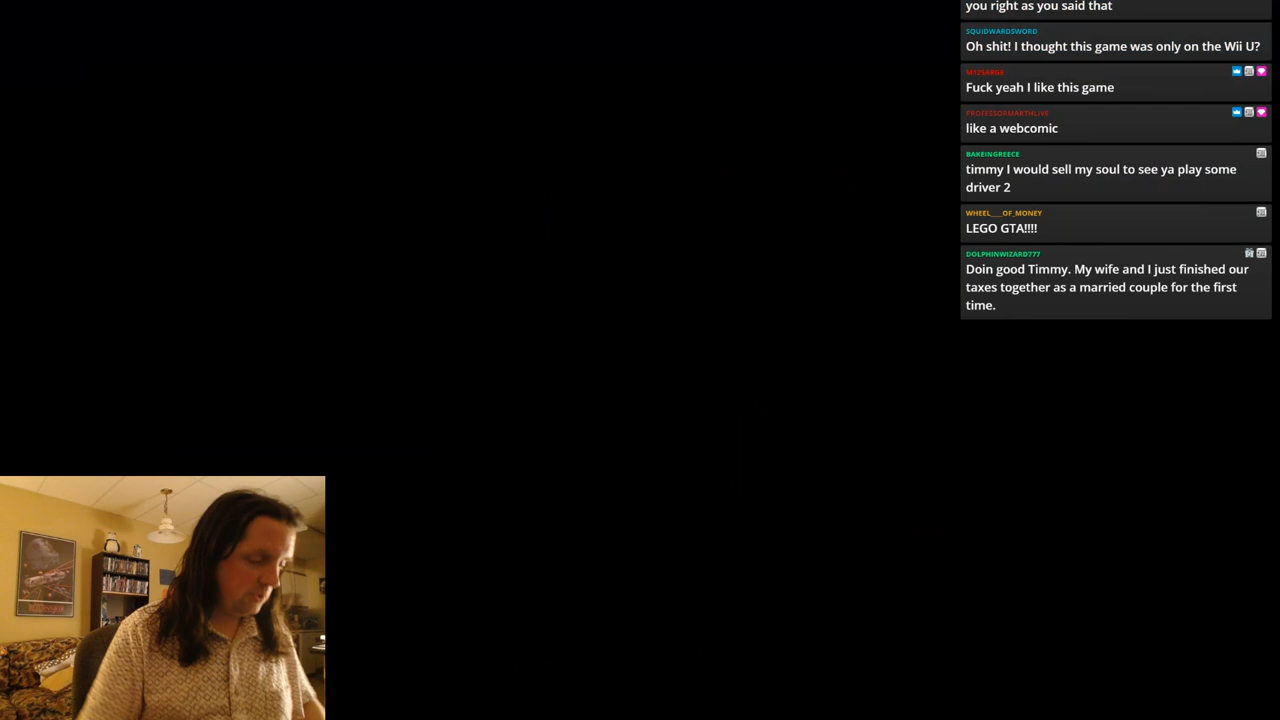 you right as you said that
SQUIDWARDSWORD
Oh shit! I thought this game was only on the Wii U?
M125ARGE
Fuck yeah I like this game
PROFESSORMARTHLIVE
like a webcomic
BAKEINGREECE
timmy I would sell my soul to see ya play some
driver 2
WHEEL___OF_MONEY
LEGO GTA!!!!
DOLPHINWIZARD777
Doin good Timmy. My wife and I just finished our
taxes together as a married couple for the first
time.